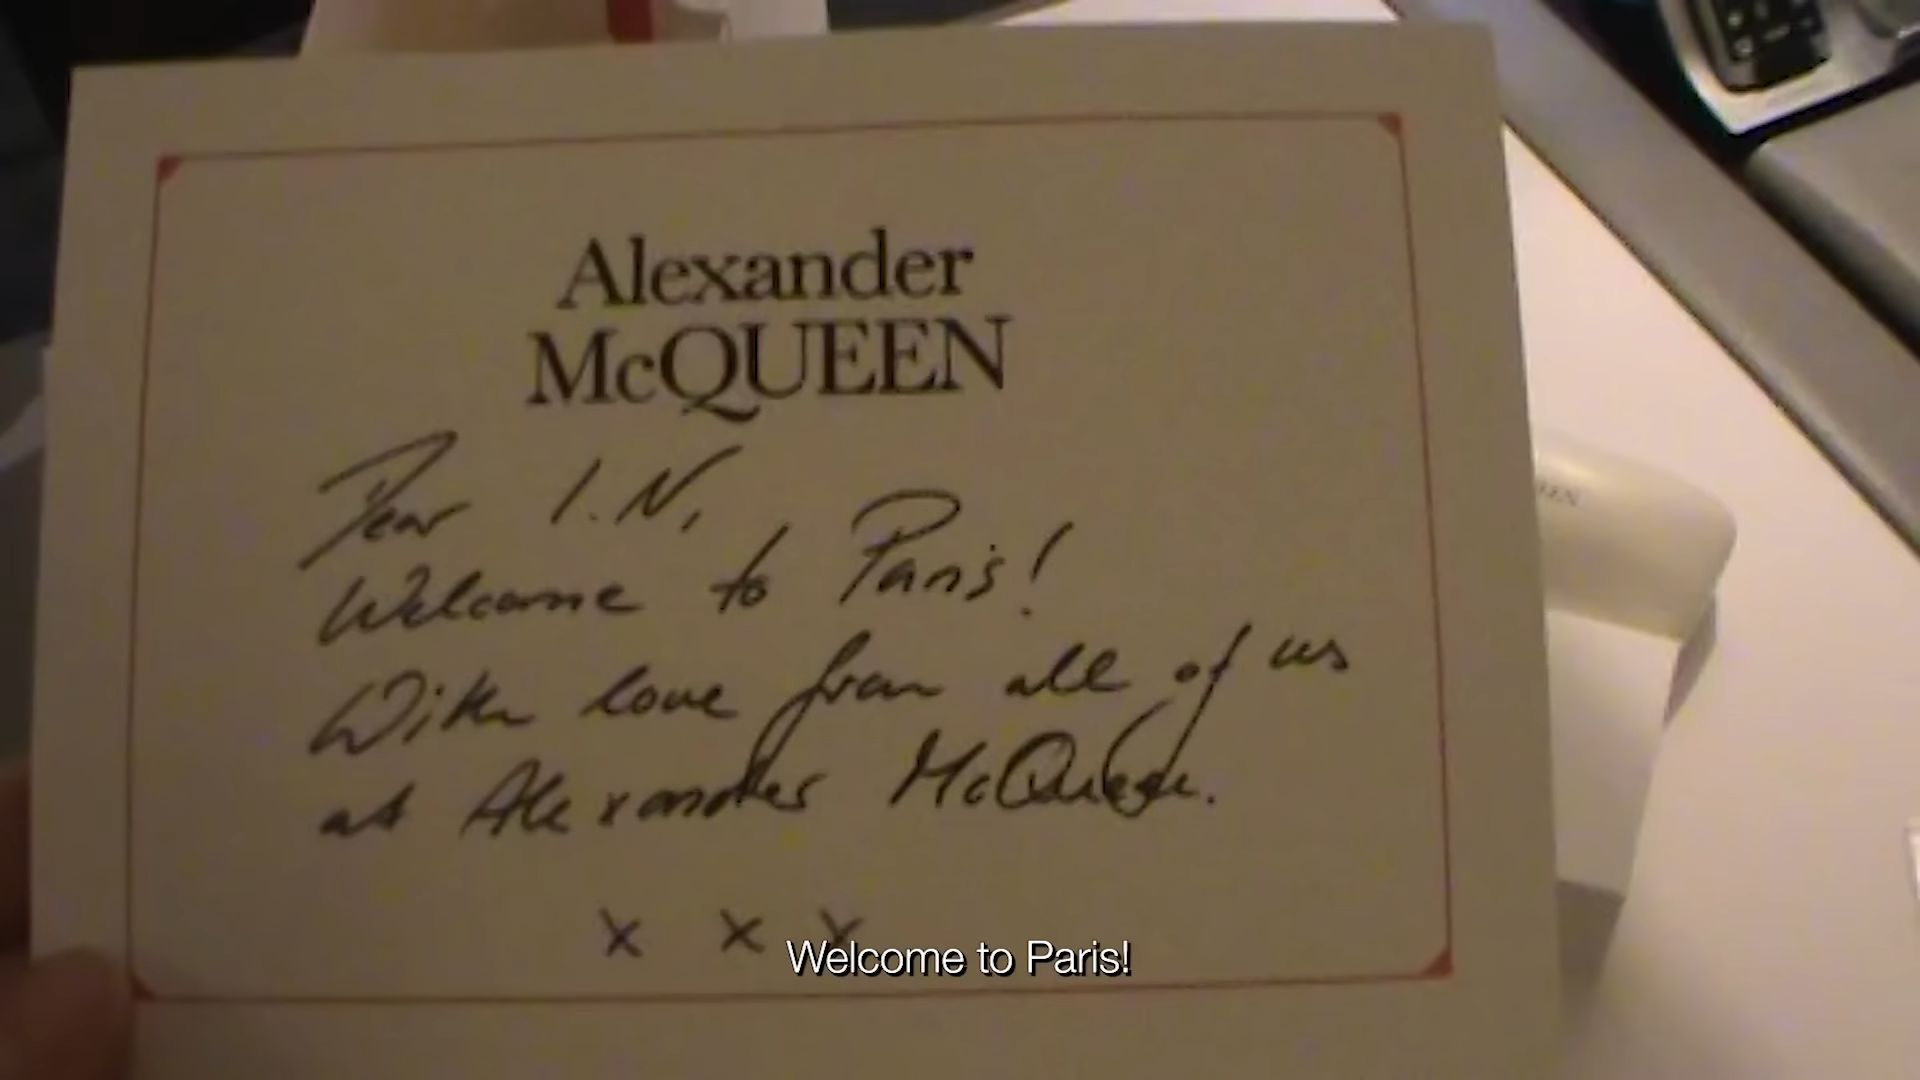 Alexander
McQUEEN
Dear I.N,
Welcome to Paris!
With love from all of us
at Alexander McQueen.
x x x
Welcome to Paris!